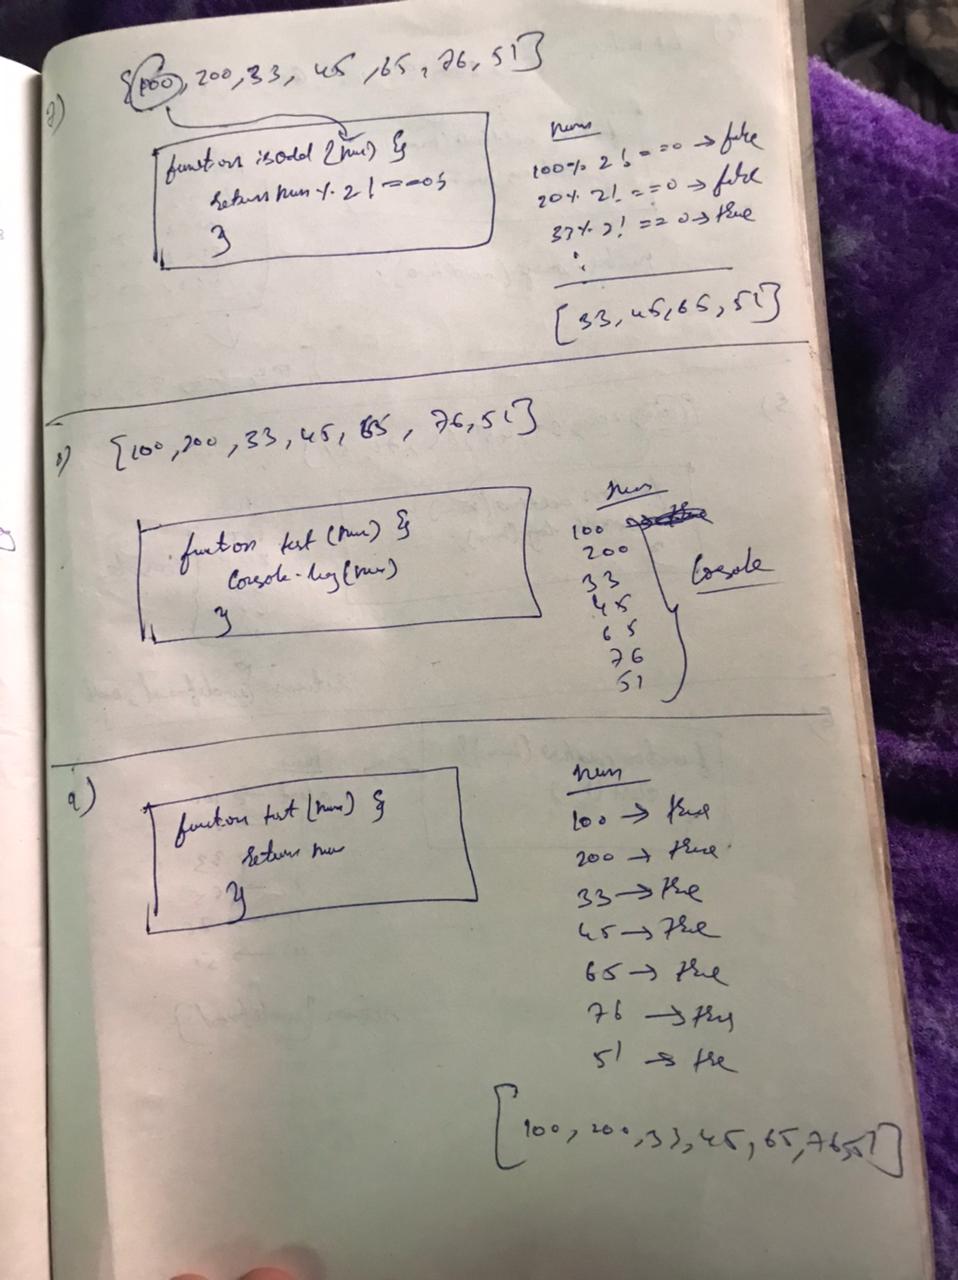 7)
{100, 200, 33, 45, 65, 76, 51]
function isodd (num) {
return num % 2 ! == 0;
}
num
100 % 2 ! == 0 → false
20 % 2! == 0 → false
33 % 2! == 0 → true
[33, 45, 65, 51]
8)
[100, 200, 33, 45, 65, 76, 51]
function test (num) {
Console.log(num)
}
num
100
200
33
45
65
76
51
Console
9)
function test (num) {
return num
}
num
100 → true
200 → true
33 → true
45 → true
65 → true
76 → true
51 → true
[100, 200, 33, 45, 65, 76, 51]